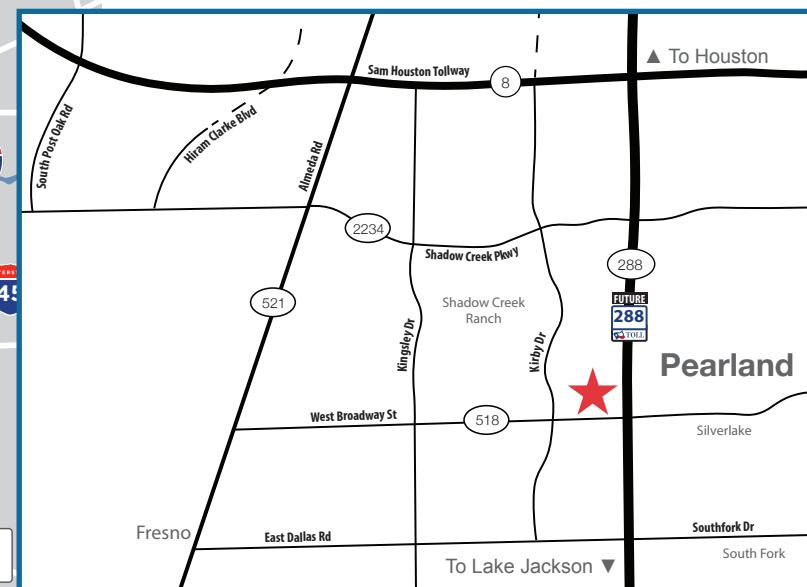 ▲ To Houston
Sam Houston Tollway
8
South Post Oak Rd
Hiram Clarke Blvd
Almeda Rd
2234
Shadow Creek Pkwy
288
45
FUTURE
288
TOLL
521
Shadow Creek
Ranch
Kingsley Dr
Kirby Dr
Pearland
West Broadway St
518
Silverlake
Fresno
East Dallas Rd
Southfork Dr
South Fork
To Lake Jackson ▼